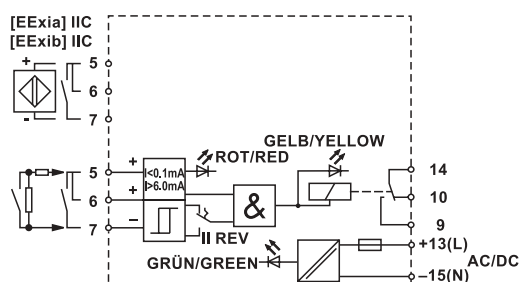 [EExia] IIC
[EExib] IIC
+
5
6
-
7
GELB/YELLOW
ROT/RED
+
5
I<0.1mA
I>6.0mA
14
+
6
&
10
–
7
II REV
9
+13(L)
GRÜN/GREEN
AC/DC
–15(N)